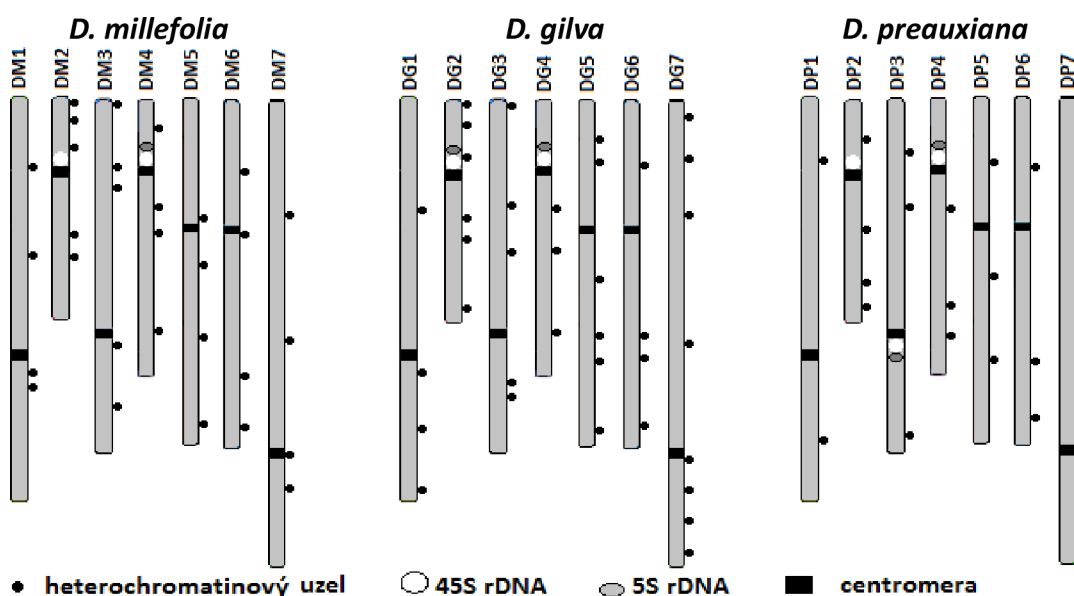 D. millefolia D. gilva D. preauxiana
DM1 DM2 DM3 DM4 DM5 DM6 DM7 DG1 DG2 DG3 DG4 DG5 DG6 DG7 DP1 DP2 DP3 DP4 DP5 DP6 DP7
heterochromatinový uzel 45S rDNA 5S rDNA centromera